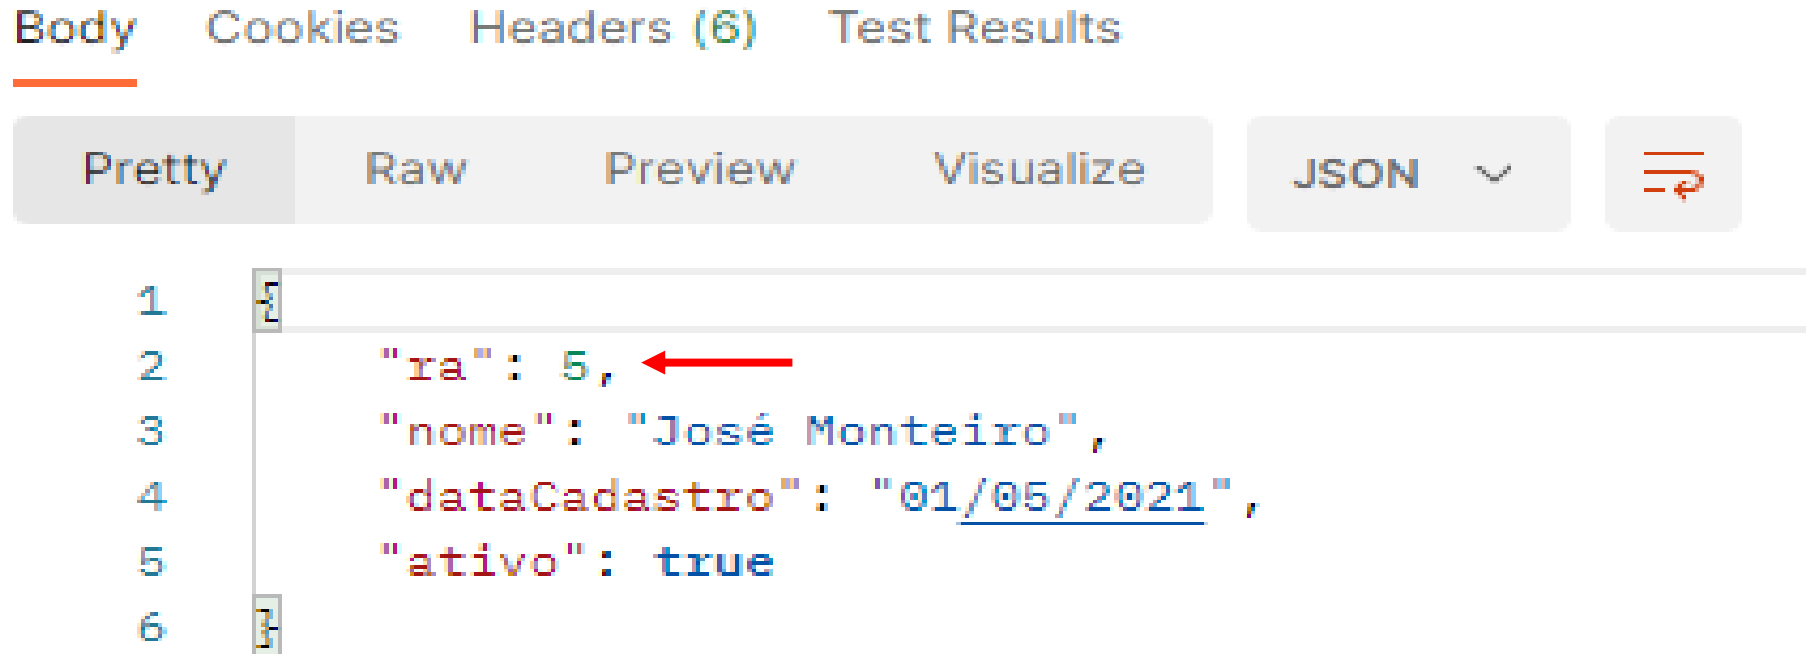 Body Cookies Headers (6) Test Results
Pretty Raw Preview Visualize JSON
1 {
2 "ra": 5,
3 "nome": "José Monteiro",
4 "dataCadastro": "01/05/2021",
5 "ativo": true
6 }